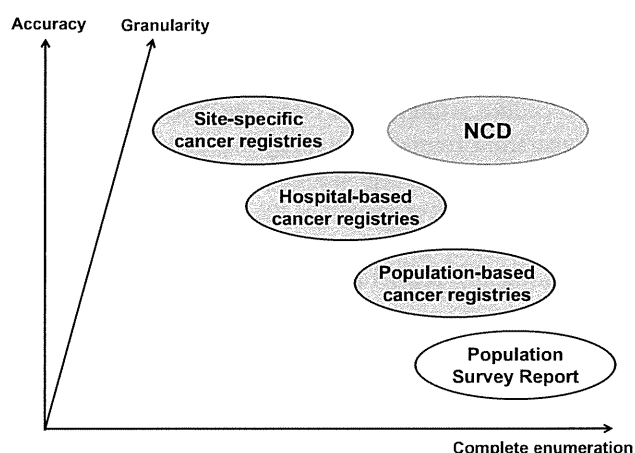 Accuracy
Granularity
Site-specific
cancer registries
NCD
Hospital-based
cancer registries
Population-based
cancer registries
Population
Survey Report
Complete enumeration